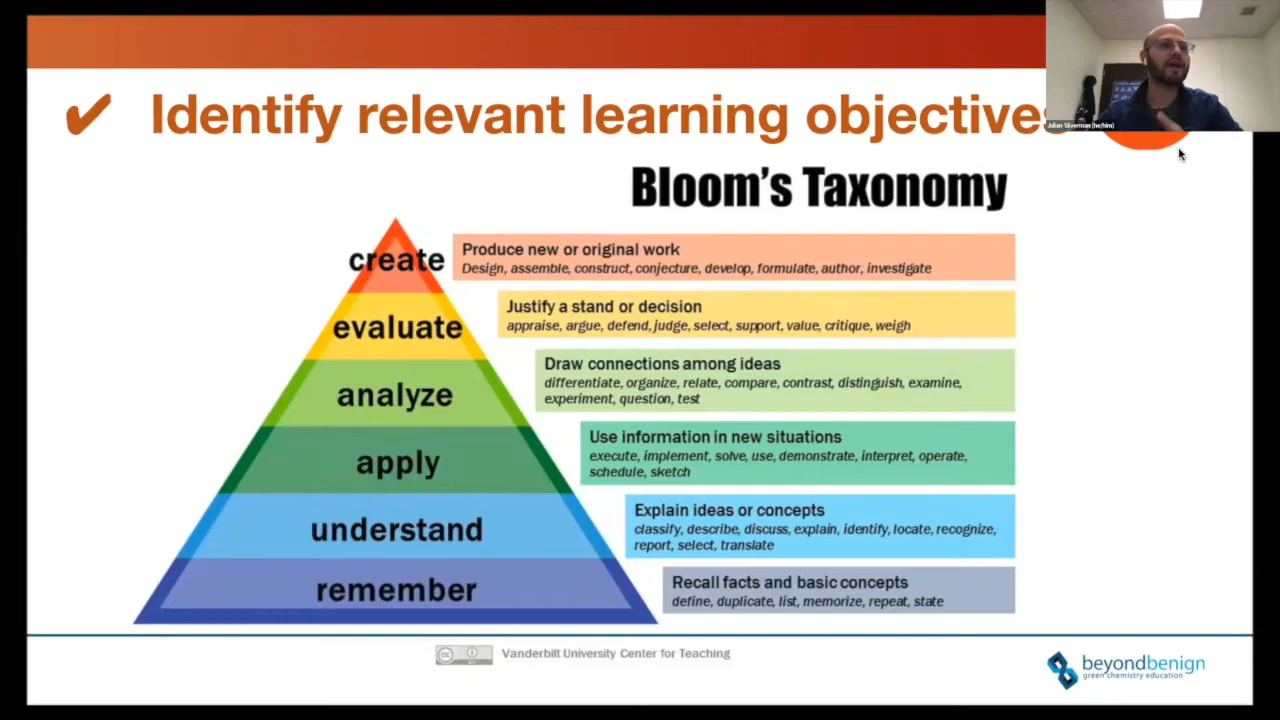 ✔ Identify relevant learning objectives
Julian Silverman (he/him)
Bloom's Taxonomy
create
Produce new or original work
Design, assemble, construct, conjecture, develop, formulate, author, investigate
evaluate
Justify a stand or decision
appraise, argue, defend, judge, select, support, value, critique, weigh
analyze
Draw connections among ideas
differentiate, organize, relate, compare, contrast, distinguish, examine,
experiment, question, test
apply
Use information in new situations
execute, implement, solve, use, demonstrate, interpret, operate,
schedule, sketch
understand
Explain ideas or concepts
classify, describe, discuss, explain, identify, locate, recognize,
report, select, translate
remember
Recall facts and basic concepts
define, duplicate, list, memorize, repeat, state
cc
Vanderbilt University Center for Teaching
beyondbenign
green chemistry education